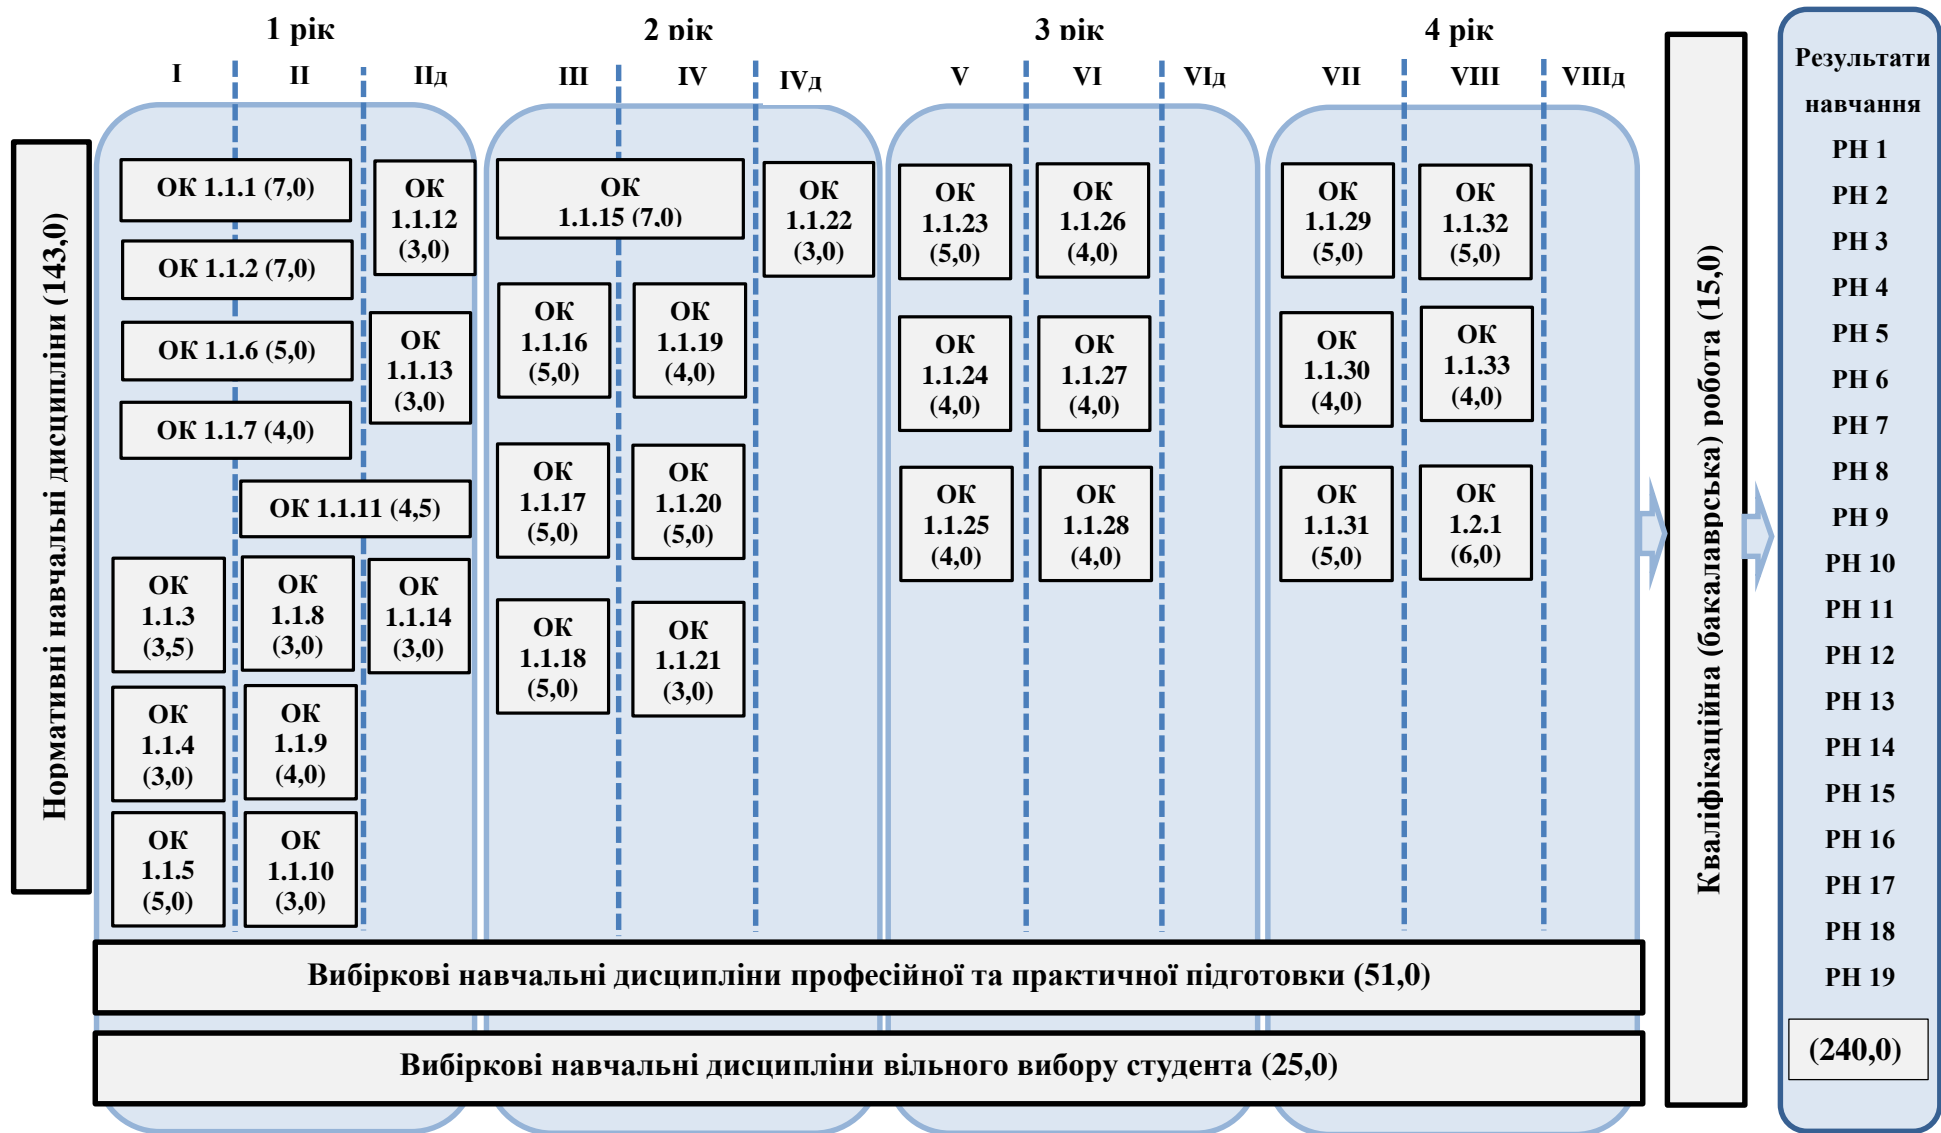 1 рік
2 рік
3 рік
4 рік
I
II
IIд
III
IV
IVд
V
VI
VIд
VII
VIII
VIIIд
Нормативні навчальні дисципліни (143,0)
ОК 1.1.1 (7,0)
ОК 1.1.2 (7,0)
ОК 1.1.6 (5,0)
ОК 1.1.7 (4,0)
ОК 1.1.11 (4,5)
ОК
1.1.3
(3,5)
ОК
1.1.4
(3,0)
ОК
1.1.5
(5,0)
ОК
1.1.8
(3,0)
ОК
1.1.9
(4,0)
ОК
1.1.10
(3,0)
ОК
1.1.12
(3,0)
ОК
1.1.13
(3,0)
ОК
1.1.14
(3,0)
ОК
1.1.15 (7,0)
ОК
1.1.16
(5,0)
ОК
1.1.17
(5,0)
ОК
1.1.18
(5,0)
ОК
1.1.19
(4,0)
ОК
1.1.20
(5,0)
ОК
1.1.21
(3,0)
ОК
1.1.22
(3,0)
ОК
1.1.23
(5,0)
ОК
1.1.24
(4,0)
ОК
1.1.25
(4,0)
ОК
1.1.26
(4,0)
ОК
1.1.27
(4,0)
ОК
1.1.28
(4,0)
ОК
1.1.29
(5,0)
ОК
1.1.30
(4,0)
ОК
1.1.31
(5,0)
ОК
1.1.32
(5,0)
ОК
1.1.33
(4,0)
ОК
1.2.1
(6,0)
Вибіркові навчальні дисципліни професійної та практичної підготовки (51,0)
Вибіркові навчальні дисципліни вільного вибору студента (25,0)
Кваліфікаційна (бакалаврська) робота (15,0)
Результати
навчання
РН 1
РН 2
РН 3
РН 4
РН 5
РН 6
РН 7
РН 8
РН 9
РН 10
РН 11
РН 12
РН 13
РН 14
РН 15
РН 16
РН 17
РН 18
РН 19
(240,0)